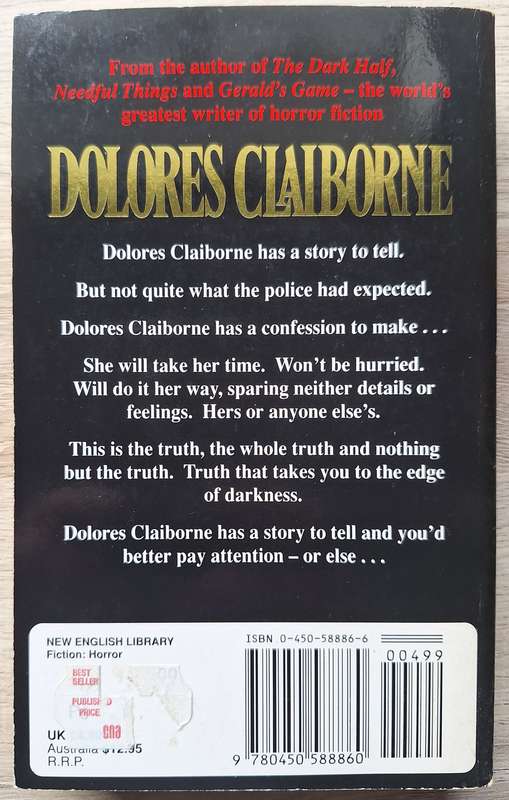 From the author of The Dark Half,
Needful Things and Gerald's Game – the world's
greatest writer of horror fiction
DOLORES CLAIBORNE
Dolores Claiborne has a story to tell.
But not quite what the police had expected.
Dolores Claiborne has a confession to make . . .
She will take her time. Won't be hurried.
Will do it her way, sparing neither details or
feelings. Hers or anyone else's.
This is the truth, the whole truth and nothing
but the truth. Truth that takes you to the edge
of darkness.
Dolores Claiborne has a story to tell and you'd
better pay attention – or else . . .
NEW ENGLISH LIBRARY
Fiction: Horror
BEST
SELLER
PUBLISHED
PRICE
UK
Australia $12.95
R.R.P.
ISBN 0-450-58886-6
00499
9 780450 588860